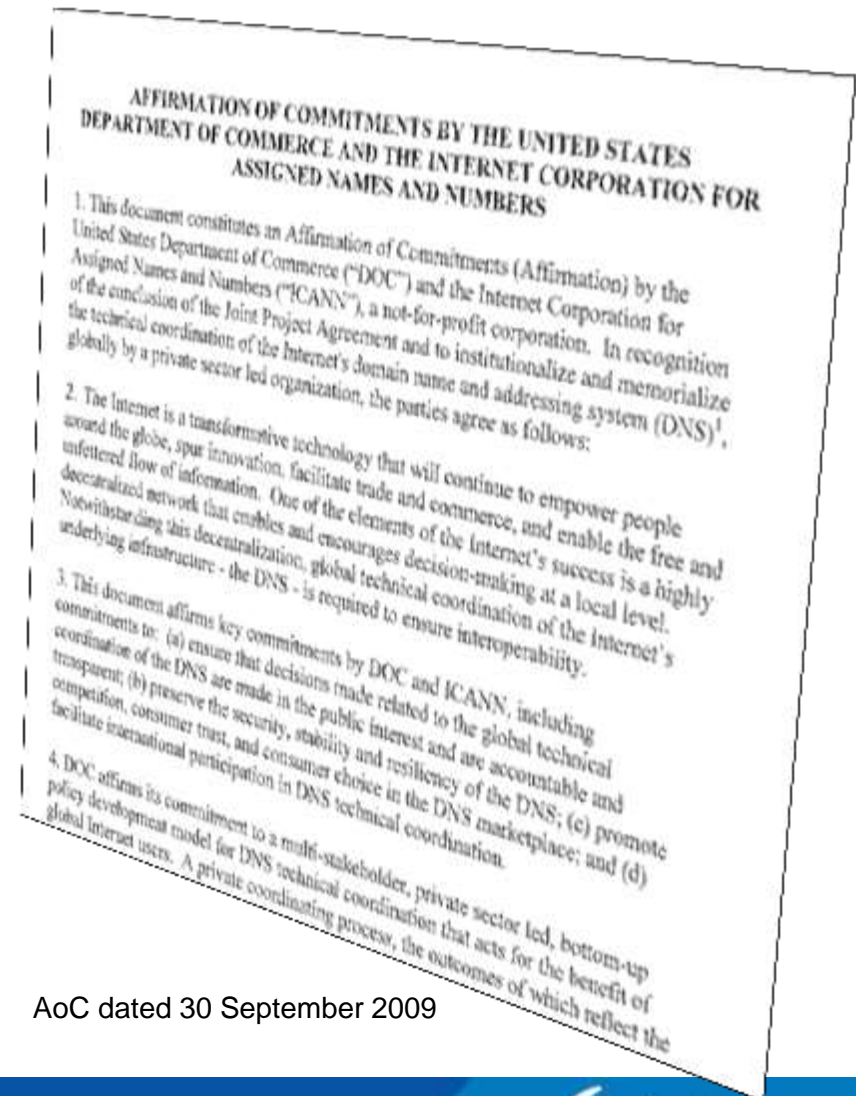 AFFIRMATION OF COMMITMENTS BY THE UNITED STATES
DEPARTMENT OF COMMERCE AND THE INTERNET CORPORATION FOR
ASSIGNED NAMES AND NUMBERS
1. This document constitutes an Affirmation of Commitments (Affirmation) by the
United States Department of Commerce (“DOC”) and the Internet Corporation for
Assigned Names and Numbers (“ICANN”), a not-for-profit corporation. In recognition
of the conclusion of the Joint Project Agreement and to institutionalize and memorialize
the technical coordination of the Internet's domain name and addressing system (DNS)¹,
globally by a private sector led organization, the parties agree as follows:
2. The Internet is a transformative technology that will continue to empower people
around the globe, spur innovation, facilitate trade and commerce, and enable the free and
unfettered flow of information. One of the elements of the Internet's success is a highly
decentralized network that enables and encourages decision-making at a local level.
Notwithstanding this decentralization, global technical coordination of the Internet's
underlying infrastructure - the DNS - is required to ensure interoperability.
3. This document affirms key commitments by DOC and ICANN, including
commitments to: (a) ensure that decisions made related to the global technical
coordination of the DNS are made in the public interest and are accountable and
transparent; (b) preserve the security, stability and resiliency of the DNS; (c) promote
competition, consumer trust, and consumer choice in the DNS marketplace; and (d)
facilitate international participation in DNS technical coordination.
4. DOC affirms its commitment to a multi-stakeholder, private sector led, bottom-up
policy development model for DNS technical coordination that acts for the benefit of
global Internet users. A private coordinating process, the outcomes of which reflect the
AoC dated 30 September 2009